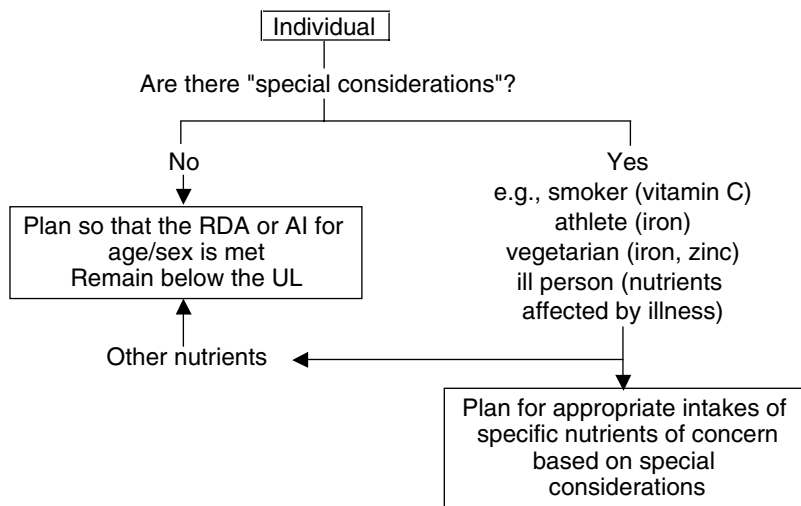 Individual
Are there "special considerations"?
No
Plan so that the RDA or AI for
age/sex is met
Remain below the UL
Yes
e.g., smoker (vitamin C)
athlete (iron)
vegetarian (iron, zinc)
ill person (nutrients
affected by illness)
Other nutrients
Plan for appropriate intakes of
specific nutrients of concern
based on special
considerations